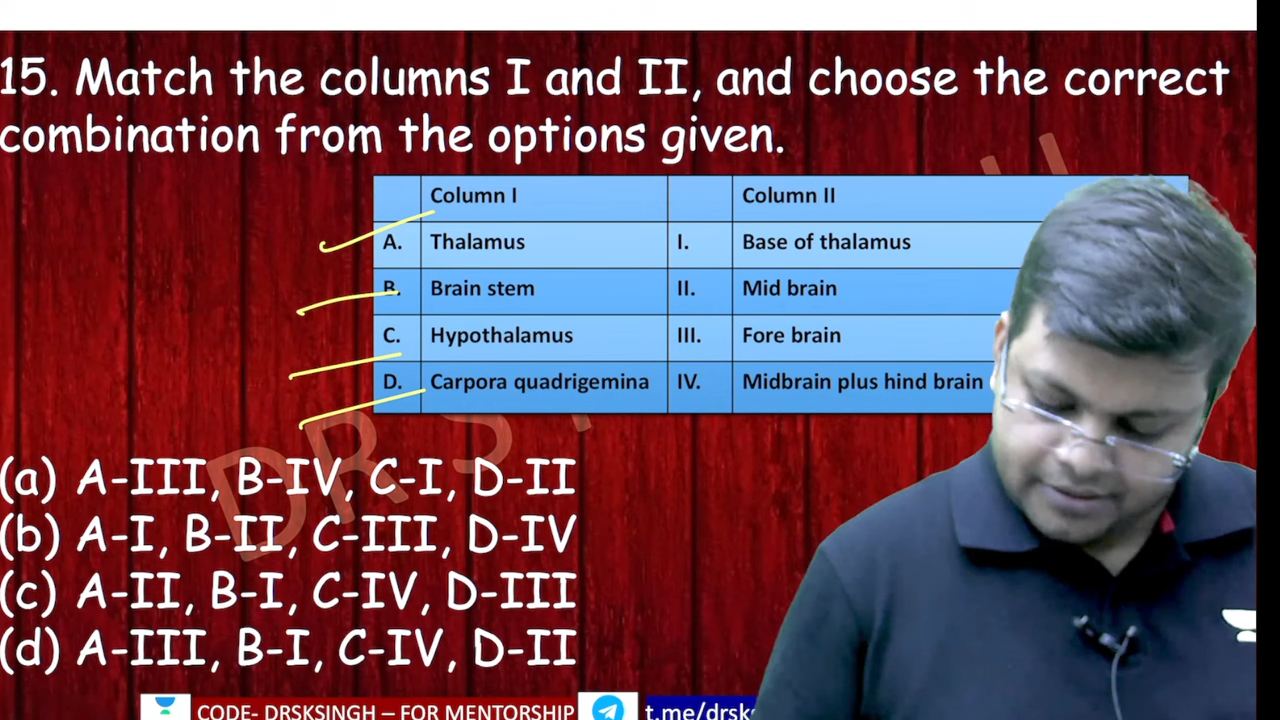 15. Match the columns I and II, and choose the correct
combination from the options given.
Column I Column II
A. Thalamus I. Base of thalamus
B. Brain stem II. Mid brain
C. Hypothalamus III. Fore brain
D. Carpora quadrigemina IV. Midbrain plus hind brain
(a) A-III, B-IV, C-I, D-II
(b) A-I, B-II, C-III, D-IV
(c) A-II, B-I, C-IV, D-III
(d) A-III, B-I, C-IV, D-II
CODE- DRSKSINGH – FOR MENTORSHIP t.me/drsks